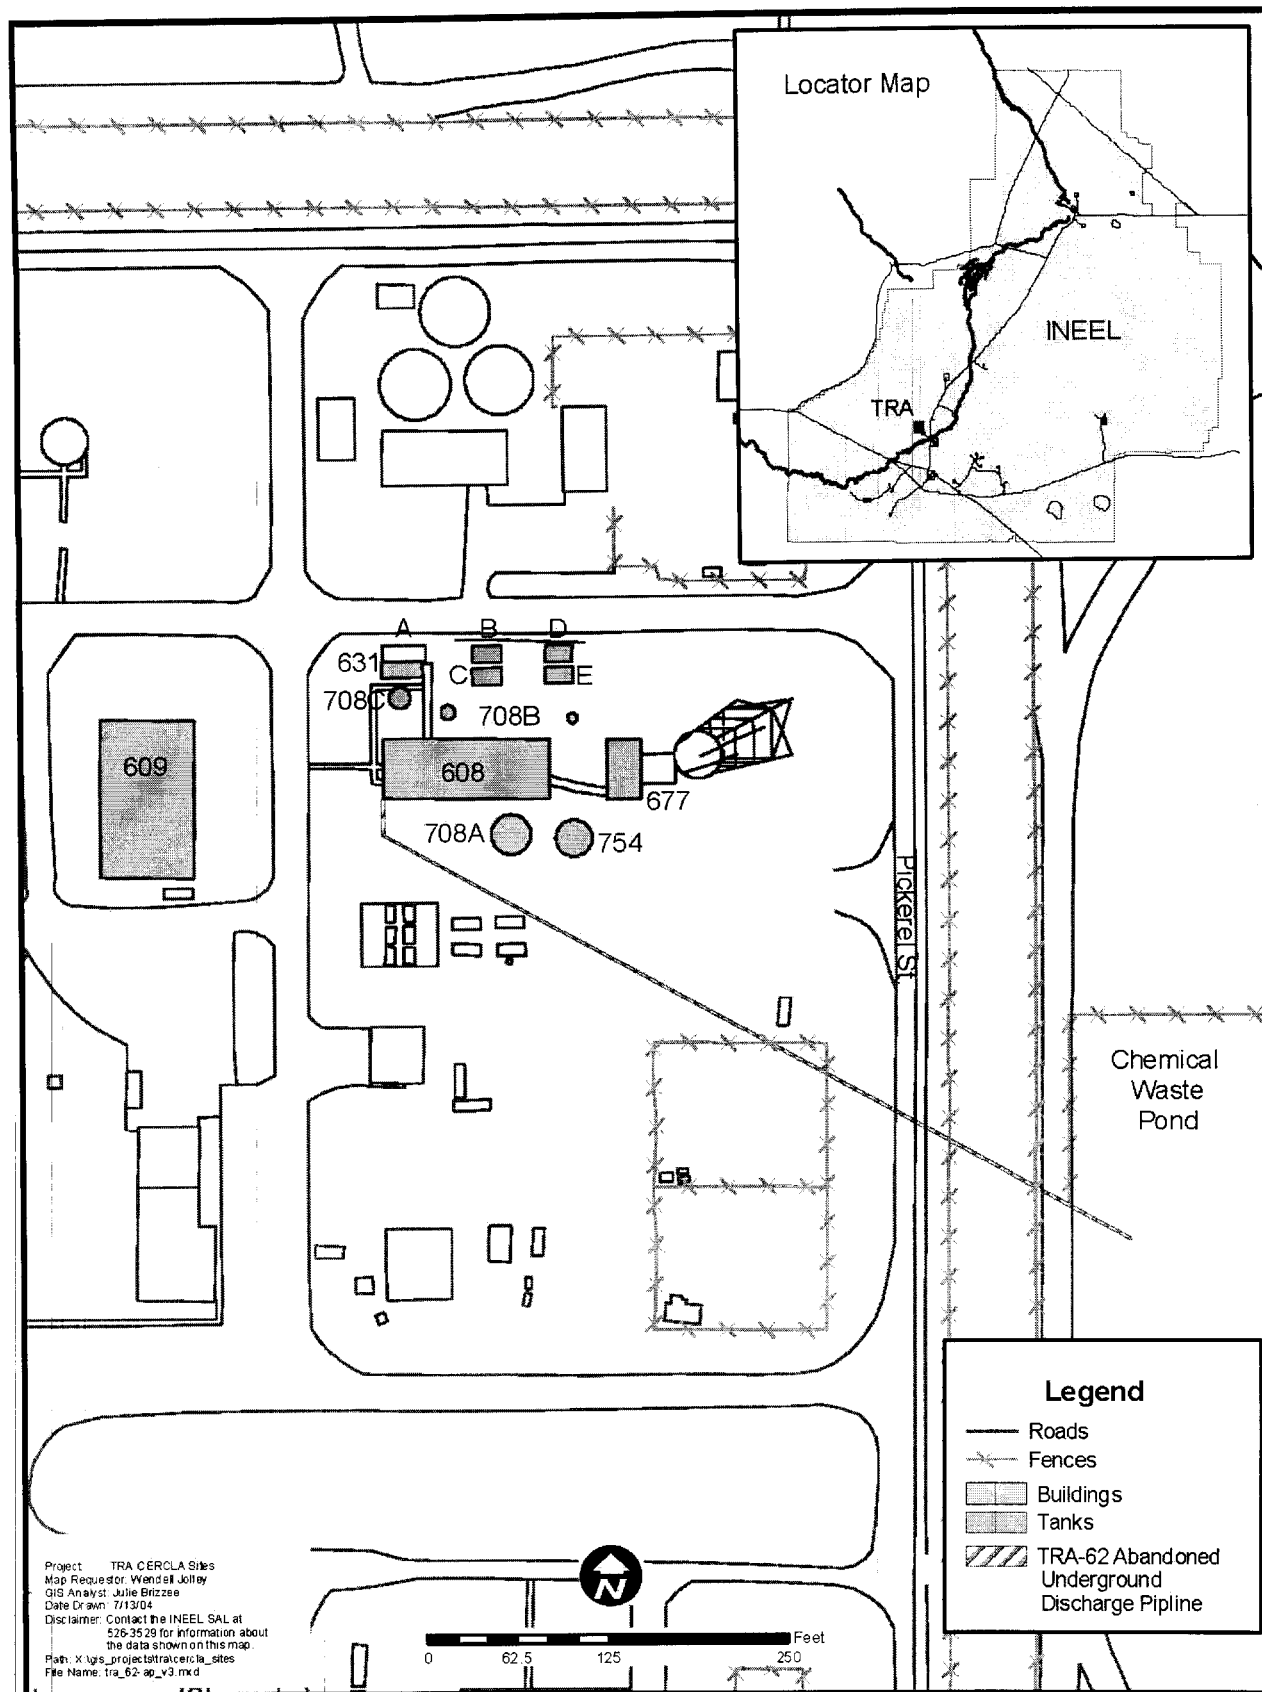 Locator Map
INEEL
TRA
A B D
631 C E
708C 708B
609 608
677
708A 754
Pickerel St.
Chemical
Waste
Pond
Legend
Roads
Fences
Buildings
Tanks
TRA-62 Abandoned
Underground
Discharge Pipline
Project: TRA CERCLA Sites
Map Requestor: Wendell Jolley
GIS Analyst: Julie Brizzee
Date Drawn: 7/13/04
Disclaimer: Contact the INEEL SAL at
526-3529 for information about
the data shown on this map.
Path: X:\gis_projects\tra\cercla_sites
File Name: tra_62-ap_v3.mxd
N
Feet
0 62.5 125 250